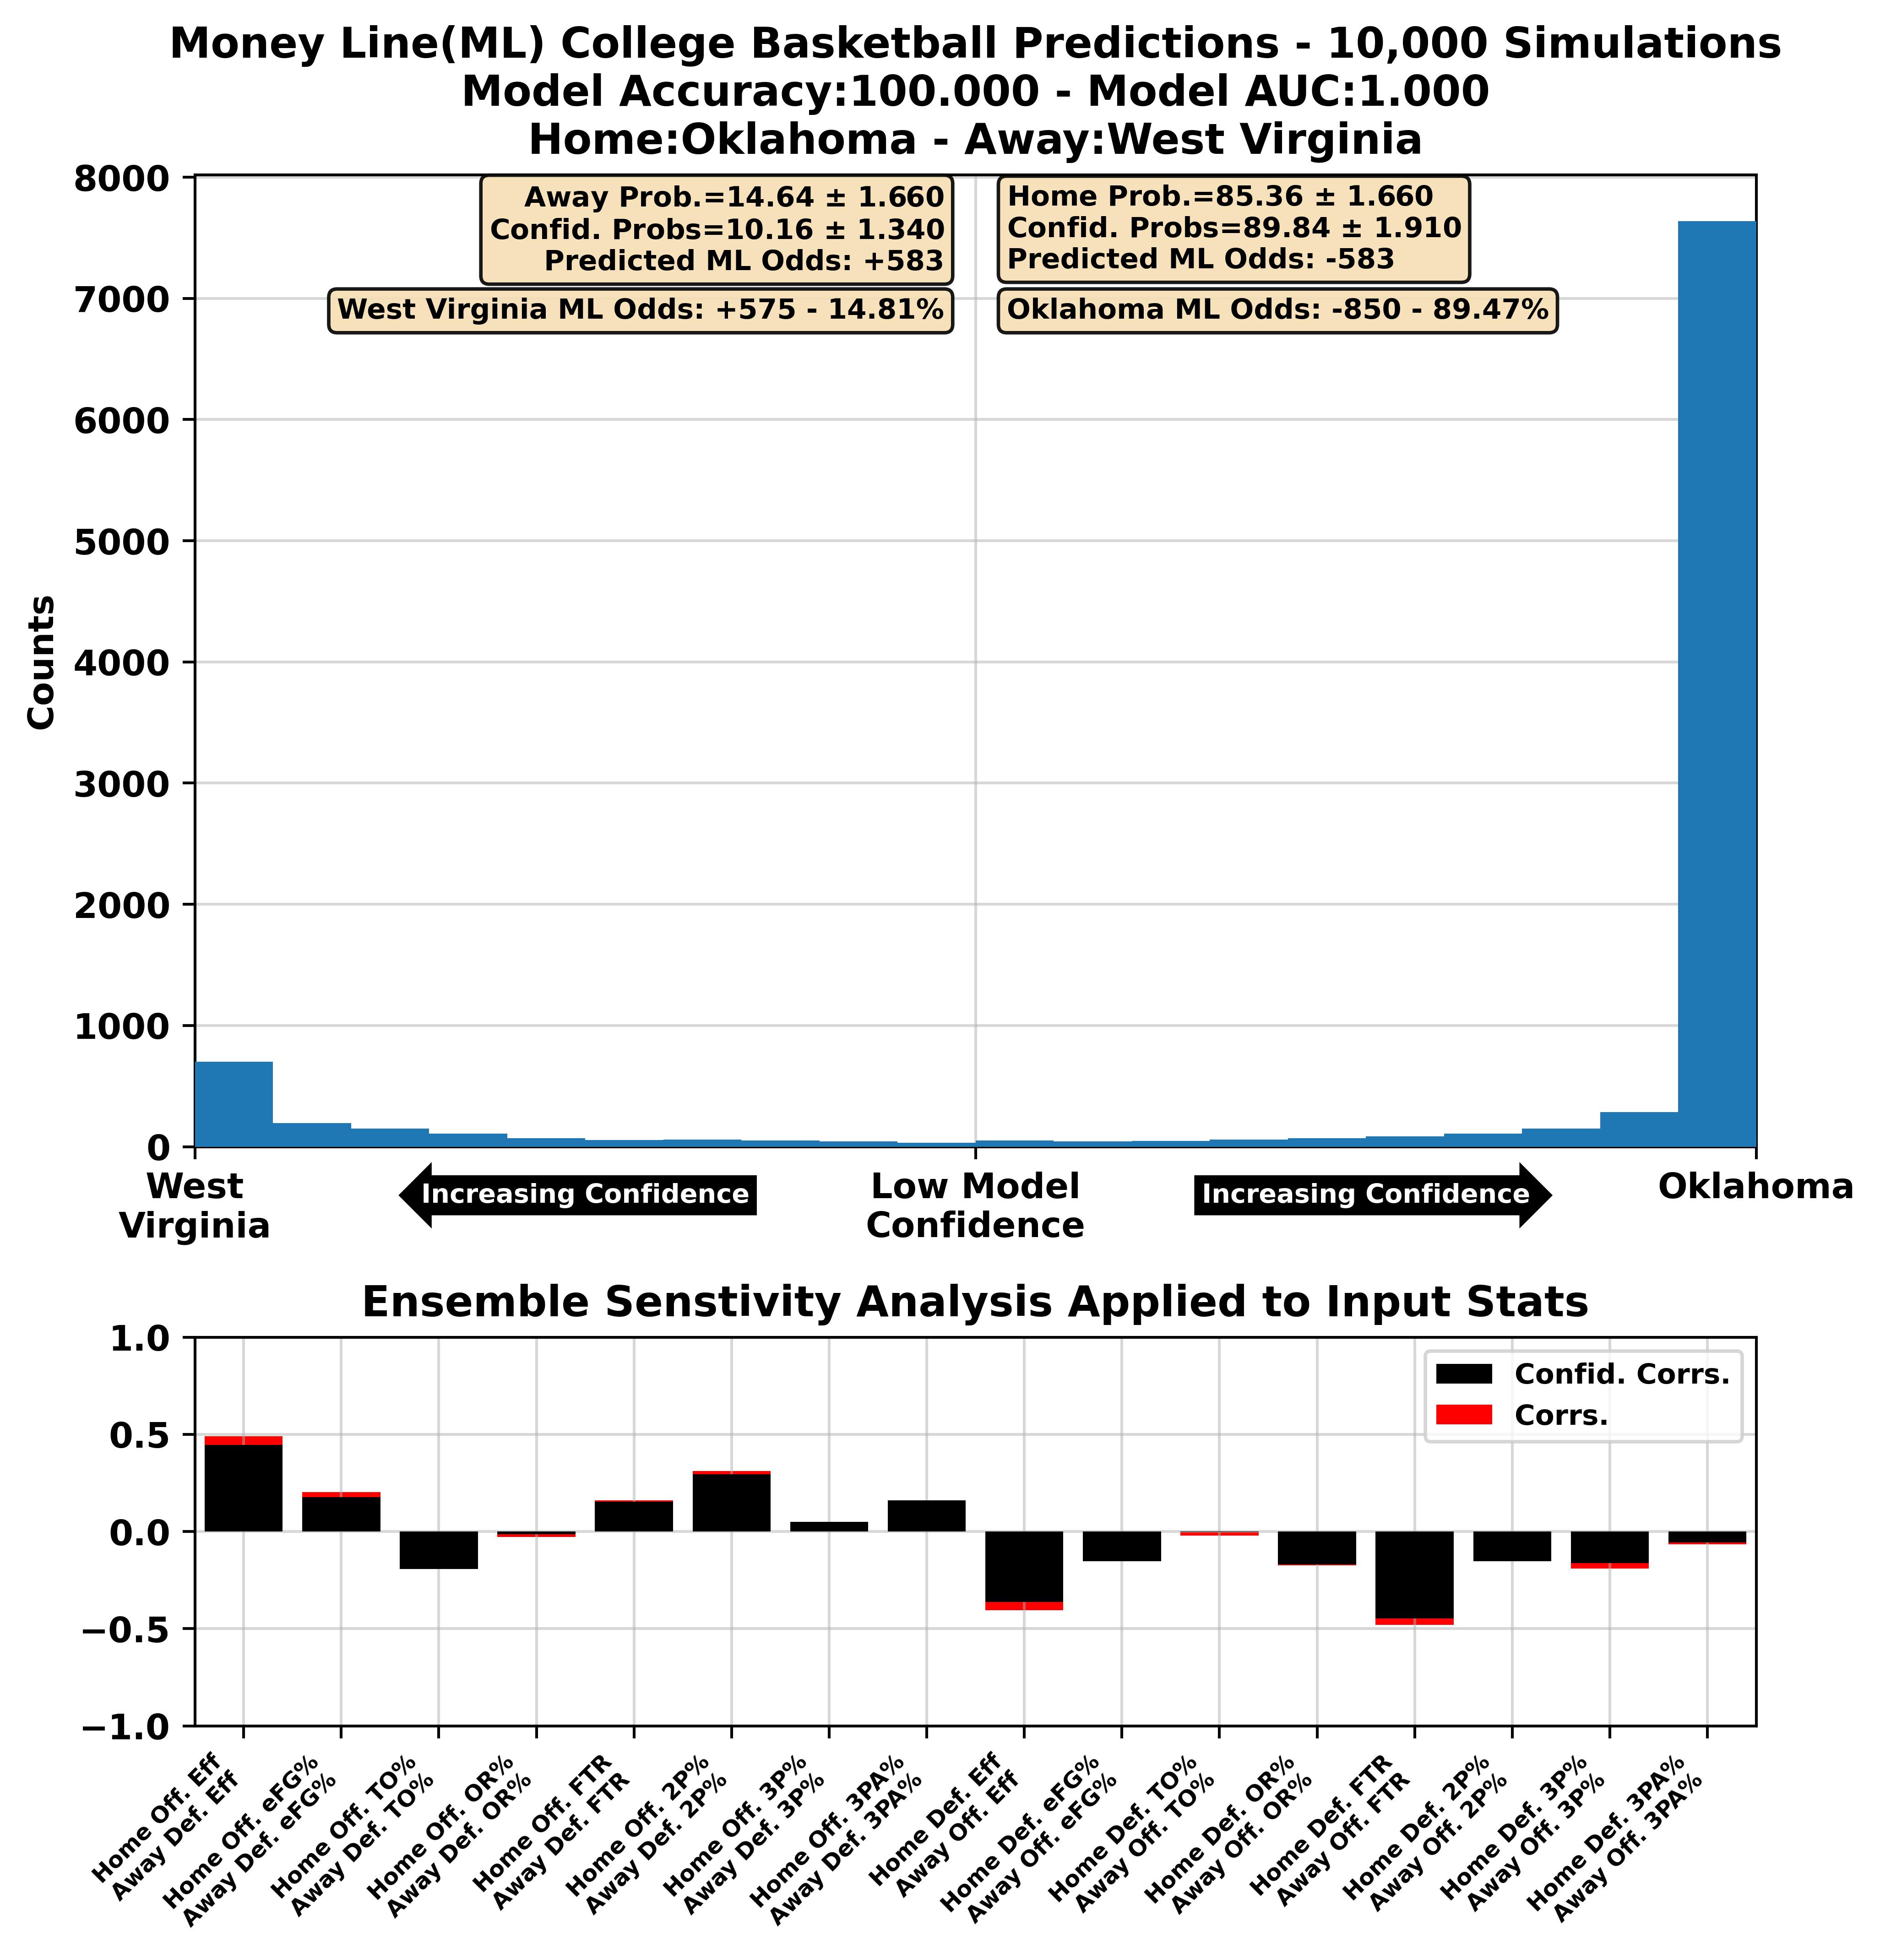 Money Line(ML) College Basketball Predictions - 10,000 Simulations
Model Accuracy:100.000 - Model AUC:1.000
Home:Oklahoma - Away:West Virginia
Away Prob.=14.64 ± 1.660
Confid. Probs=10.16 ± 1.340
Predicted ML Odds: +583
West Virginia ML Odds: +575 - 14.81%
Home Prob.=85.36 ± 1.660
Confid. Probs=89.84 ± 1.910
Predicted ML Odds: -583
Oklahoma ML Odds: -850 - 89.47%
8000
7000
6000
5000
4000
3000
2000
1000
0
Counts
West
Virginia
Increasing Confidence
Low Model
Confidence
Increasing Confidence
Oklahoma
Ensemble Senstivity Analysis Applied to Input Stats
1.0
0.5
0.0
−0.5
−1.0
Confid. Corrs.
Corrs.
Home Off. Eff
Away Def. Eff
Home Off. eFG%
Away Def. eFG%
Home Off. TO%
Away Def. TO%
Home Off. OR%
Away Def. OR%
Home Off. FTR
Away Def. FTR
Home Off. 2P%
Away Def. 2P%
Home Off. 3P%
Away Def. 3P%
Home Off. 3PA%
Away Def. 3PA%
Home Def. Eff
Away Off. Eff
Home Def. eFG%
Away Off. eFG%
Home Def. TO%
Away Off. TO%
Home Def. OR%
Away Off. OR%
Home Def. FTR
Away Off. FTR
Home Def. 2P%
Away Off. 2P%
Home Def. 3P%
Away Off. 3P%
Home Def. 3PA%
Away Off. 3PA%